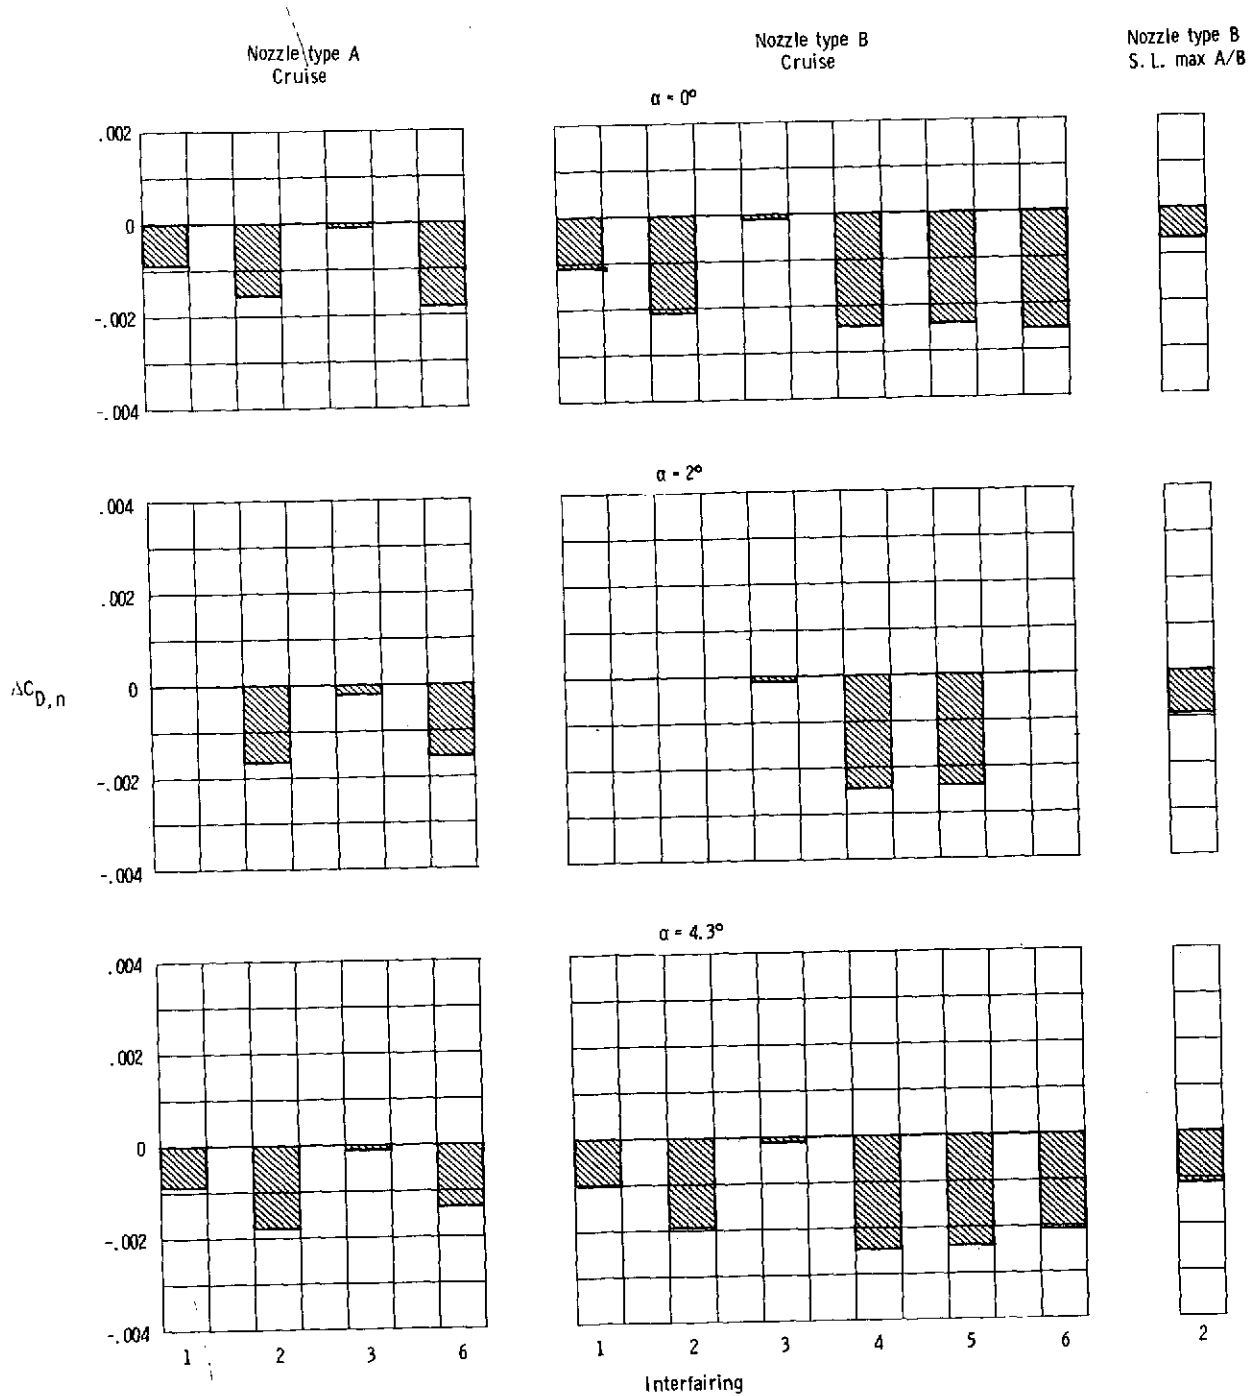 Nozzle type A
Cruise
Nozzle type B
Cruise
Nozzle type B
S. L. max A/B
α = 0°
.002
0
-.002
-.004
α = 2°
.004
.002
0
-.002
-.004
ΔC_D,n
α = 4.3°
.004
.002
0
-.002
-.004
1 2 3 6
1 2 3 4 5 6
2
Interfairing